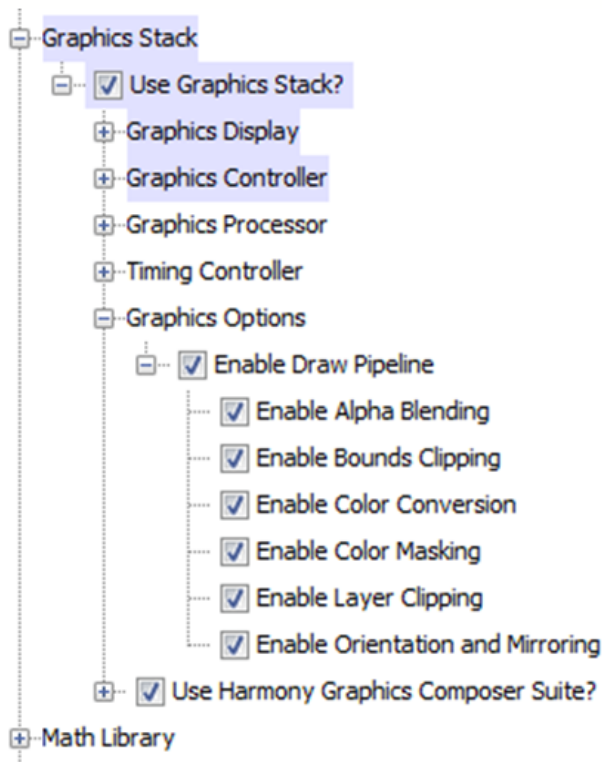 Graphics Stack
Use Graphics Stack?
Graphics Display
Graphics Controller
Graphics Processor
Timing Controller
Graphics Options
Enable Draw Pipeline
Enable Alpha Blending
Enable Bounds Clipping
Enable Color Conversion
Enable Color Masking
Enable Layer Clipping
Enable Orientation and Mirroring
Use Harmony Graphics Composer Suite?
Math Library